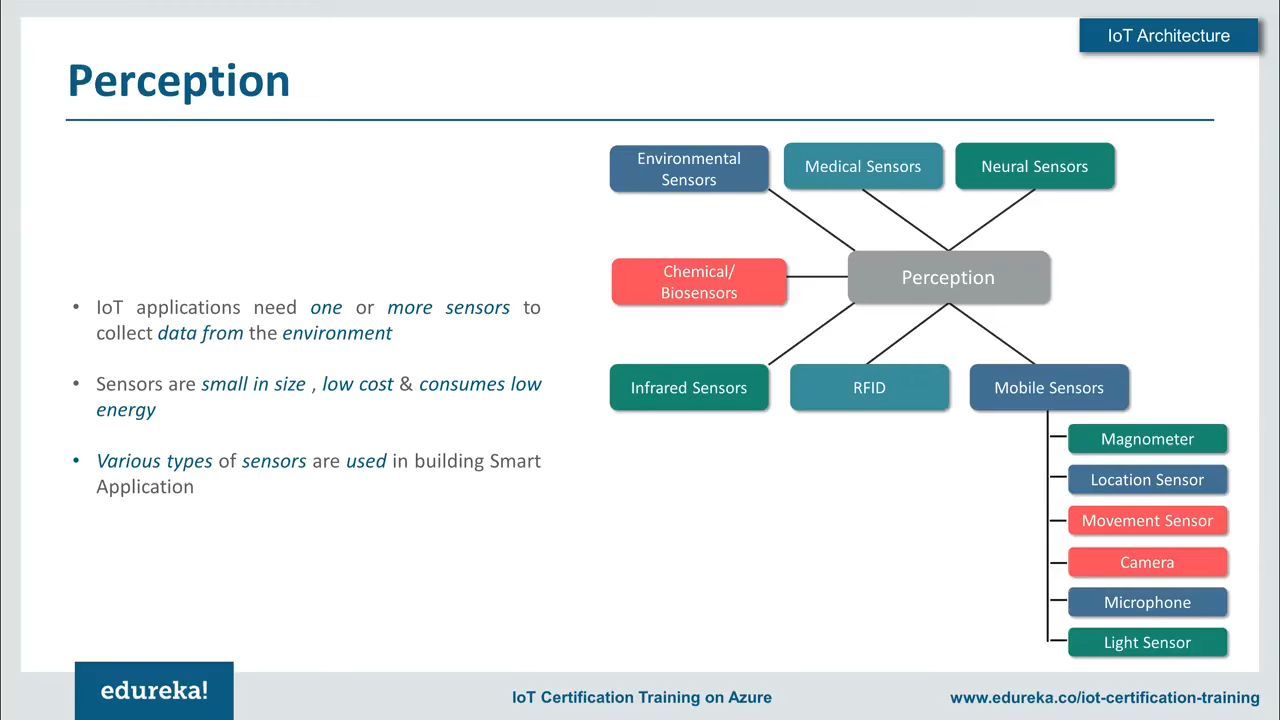 IoT Architecture
Perception
• IoT applications need one or more sensors to
collect data from the environment
• Sensors are small in size , low cost & consumes low
energy
• Various types of sensors are used in building Smart
Application
Environmental
Sensors
Medical Sensors
Neural Sensors
Chemical/
Biosensors
Perception
Infrared Sensors
RFID
Mobile Sensors
Magnometer
Location Sensor
Movement Sensor
Camera
Microphone
Light Sensor
edureka!
IoT Certification Training on Azure
www.edureka.co/iot-certification-training